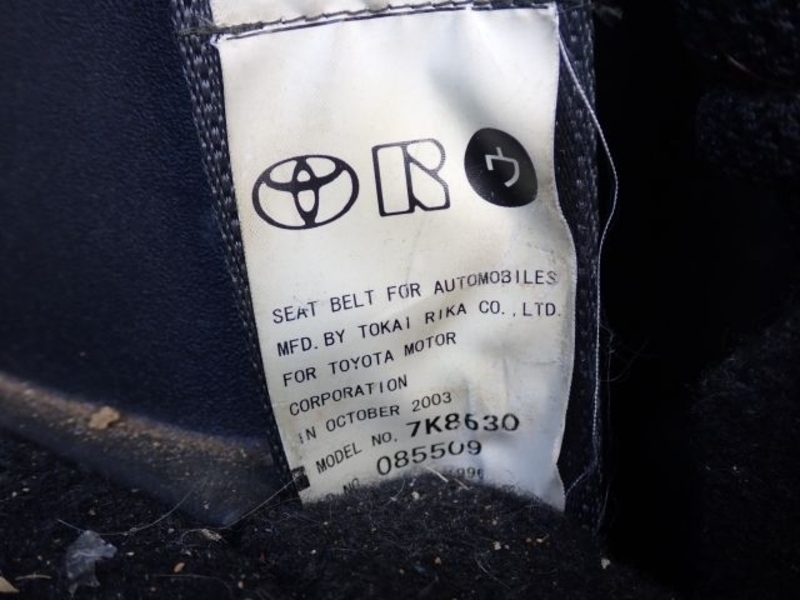 R ウ
SEAT BELT FOR AUTOMOBILES
MFD. BY TOKAI RIKA CO., LTD.
FOR TOYOTA MOTOR
CORPORATION
IN OCTOBER 2003
MODEL NO. 7K8630
085509
NO.